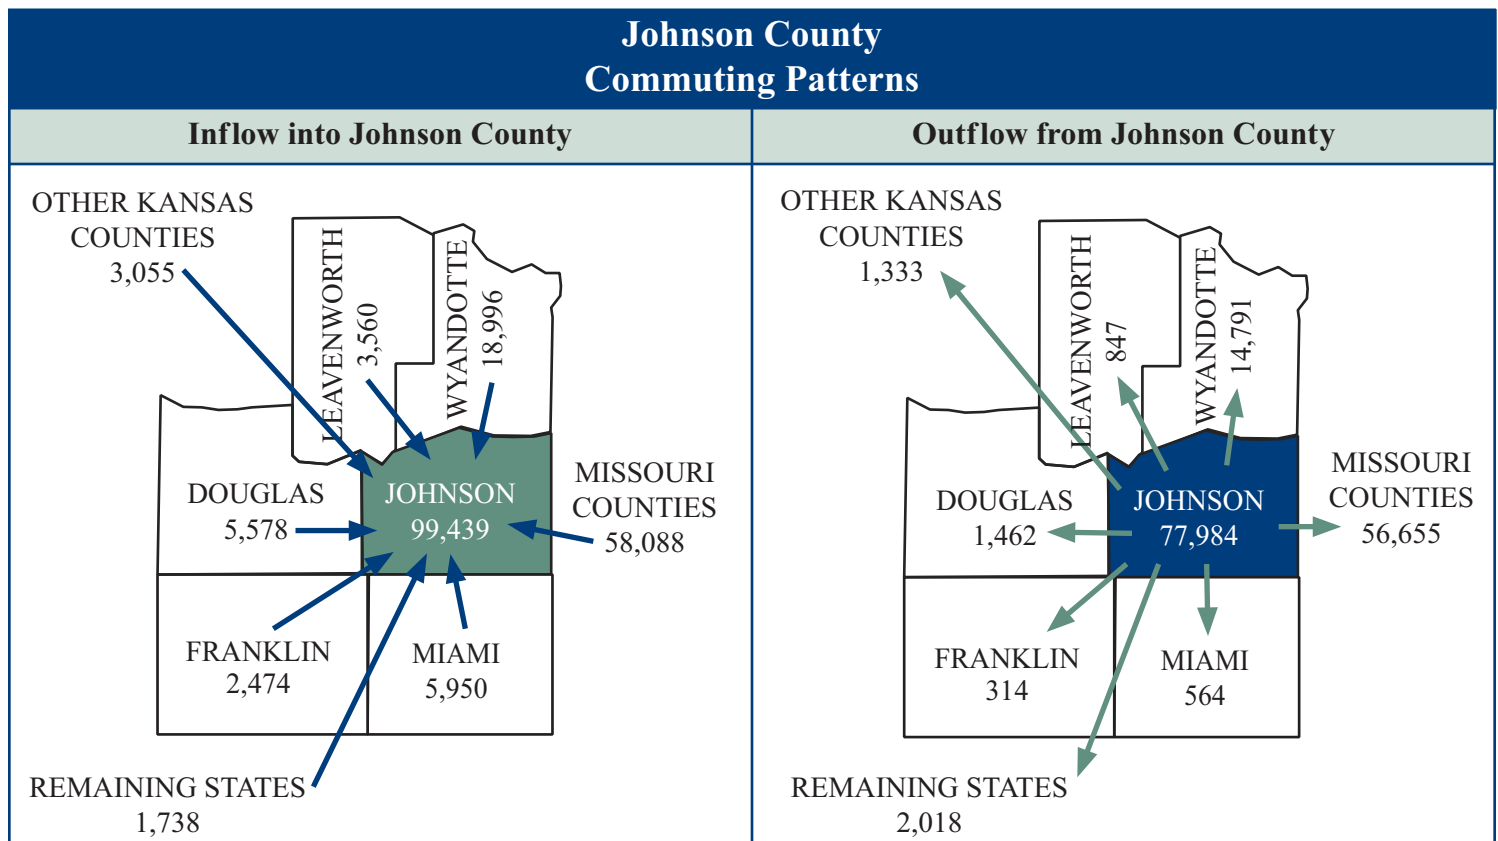 Johnson County
Commuting Patterns
Inflow into Johnson County
OTHER KANSAS
COUNTIES
3,055
LEAVENWORTH
3,560
WYANDOTTE
18,996
DOUGLAS
5,578
JOHNSON
99,439
MISSOURI
COUNTIES
58,088
FRANKLIN
2,474
MIAMI
5,950
REMAINING STATES
1,738
Outflow from Johnson County
OTHER KANSAS
COUNTIES
1,333
LEAVENWORTH
847
WYANDOTTE
14,791
DOUGLAS
1,462
JOHNSON
77,984
MISSOURI
COUNTIES
56,655
FRANKLIN
314
MIAMI
564
REMAINING STATES
2,018